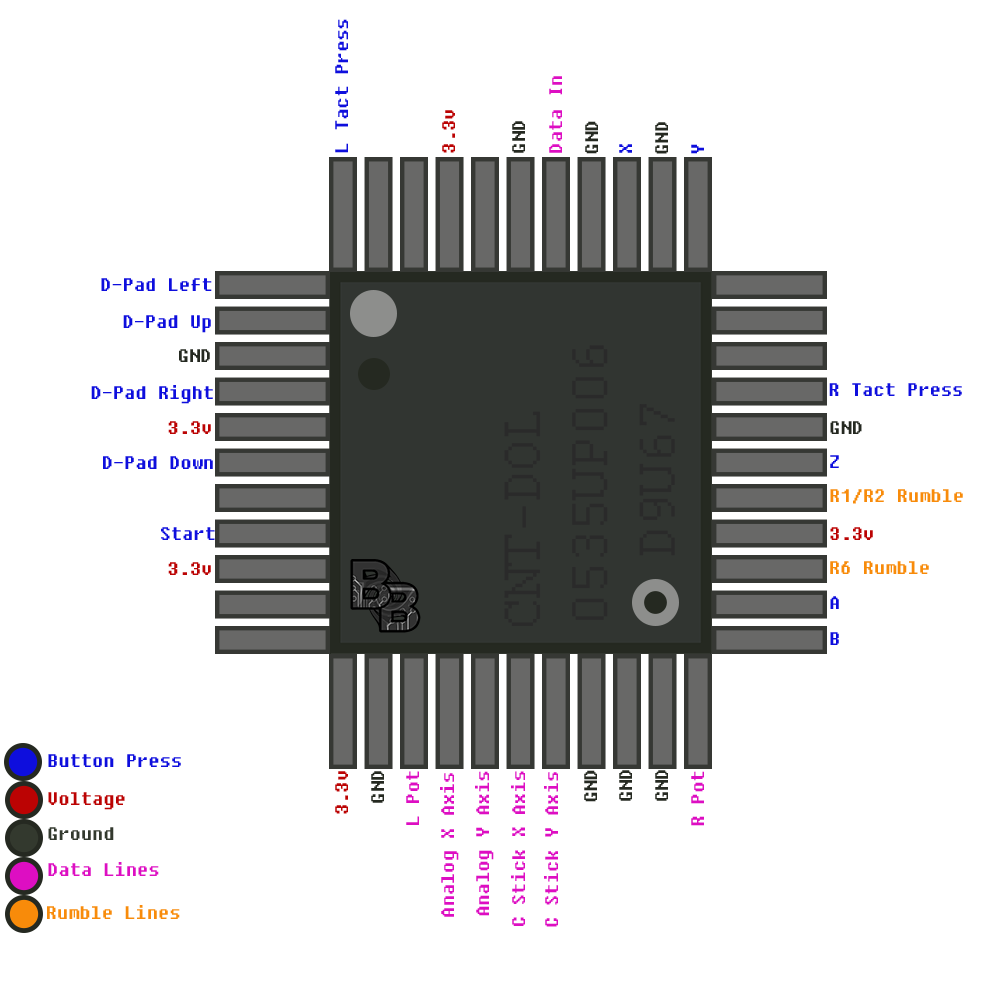 L Tact Press
3.3v
GND
Data In
GND
X
GND
Y
D-Pad Left
D-Pad Up
GND
D-Pad Right
3.3v
D-Pad Down
Start
3.3v
R Tact Press
GND
Z
R1/R2 Rumble
3.3v
R6 Rumble
A
B
CNT-DOL
0535UP006
D9U67
BB
3.3v
GND
L Pot
Analog X Axis
Analog Y Axis
C Stick X Axis
C Stick Y Axis
GND
GND
GND
R Pot
Button Press
Voltage
Ground
Data Lines
Rumble Lines